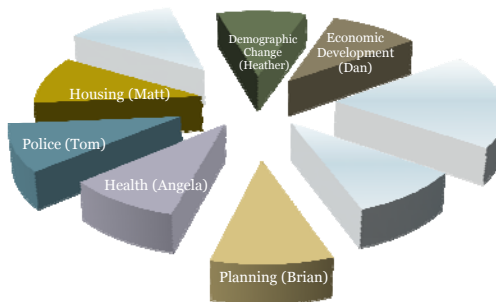 Demographic
Change
(Heather)
Economic
Development
(Dan)
Housing (Matt)
Police (Tom)
Health (Angela)
Planning (Brian)